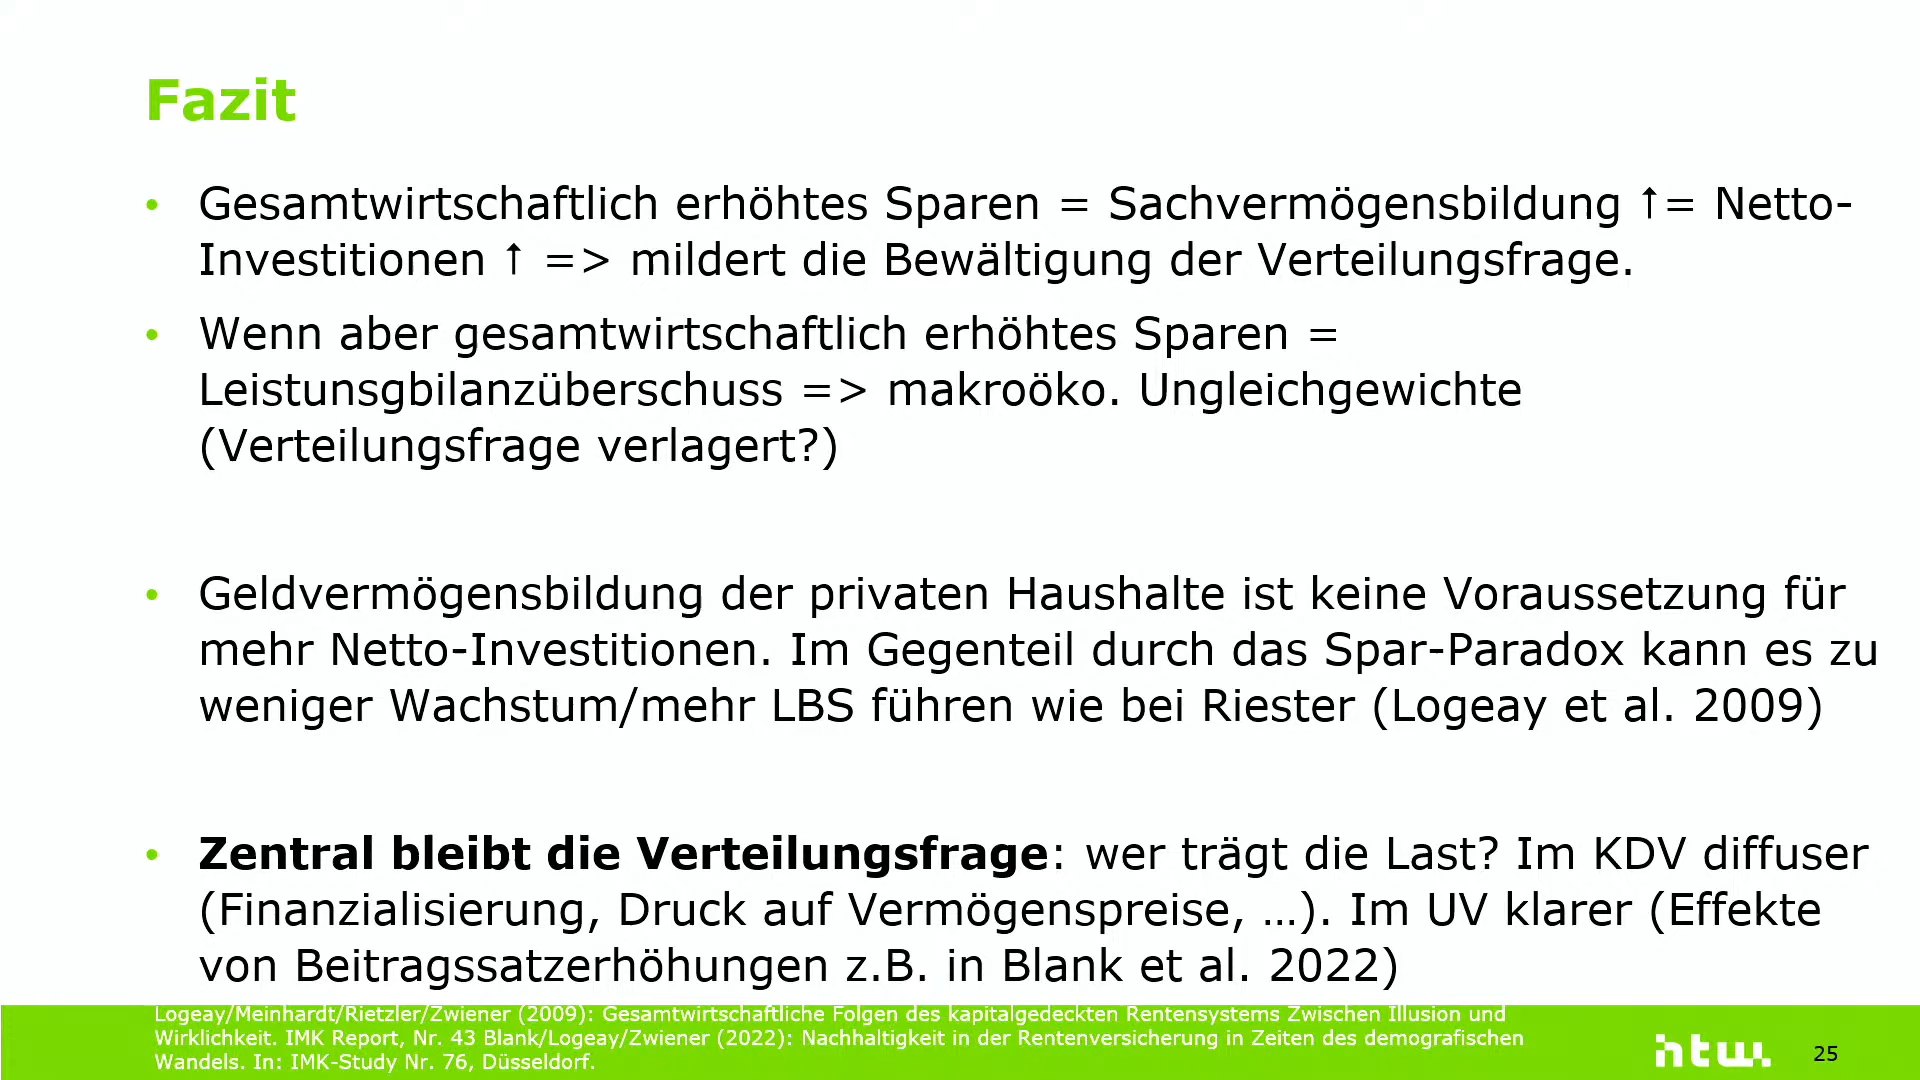 Fazit
• Gesamtwirtschaftlich erhöhtes Sparen = Sachvermögensbildung ↑= Netto-
Investitionen ↑ => mildert die Bewältigung der Verteilungsfrage.
• Wenn aber gesamtwirtschaftlich erhöhtes Sparen =
Leistunsgbilanzüberschuss => makroöko. Ungleichgewichte
(Verteilungsfrage verlagert?)
• Geldvermögensbildung der privaten Haushalte ist keine Voraussetzung für
mehr Netto-Investitionen. Im Gegenteil durch das Spar-Paradox kann es zu
weniger Wachstum/mehr LBS führen wie bei Riester (Logeay et al. 2009)
• Zentral bleibt die Verteilungsfrage: wer trägt die Last? Im KDV diffuser
(Finanzialisierung, Druck auf Vermögenspreise, …). Im UV klarer (Effekte
von Beitragssatzerhöhungen z.B. in Blank et al. 2022)
Logeay/Meinhardt/Rietzler/Zwiener (2009): Gesamtwirtschaftliche Folgen des kapitalgedeckten Rentensystems Zwischen Illusion und
Wirklichkeit. IMK Report, Nr. 43 Blank/Logeay/Zwiener (2022): Nachhaltigkeit in der Rentenversicherung in Zeiten des demografischen
Wandels. In: IMK-Study Nr. 76, Düsseldorf.
htw.
25